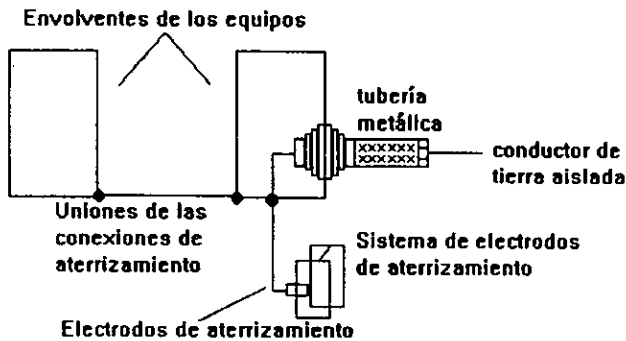 Envolventes de los equipos
tubería
metálica
conductor de
tierra aislada
Uniones de las
conexiones de
aterrizamiento
Sistema de electrodos
de aterrizamiento
Electrodos de aterrizamiento